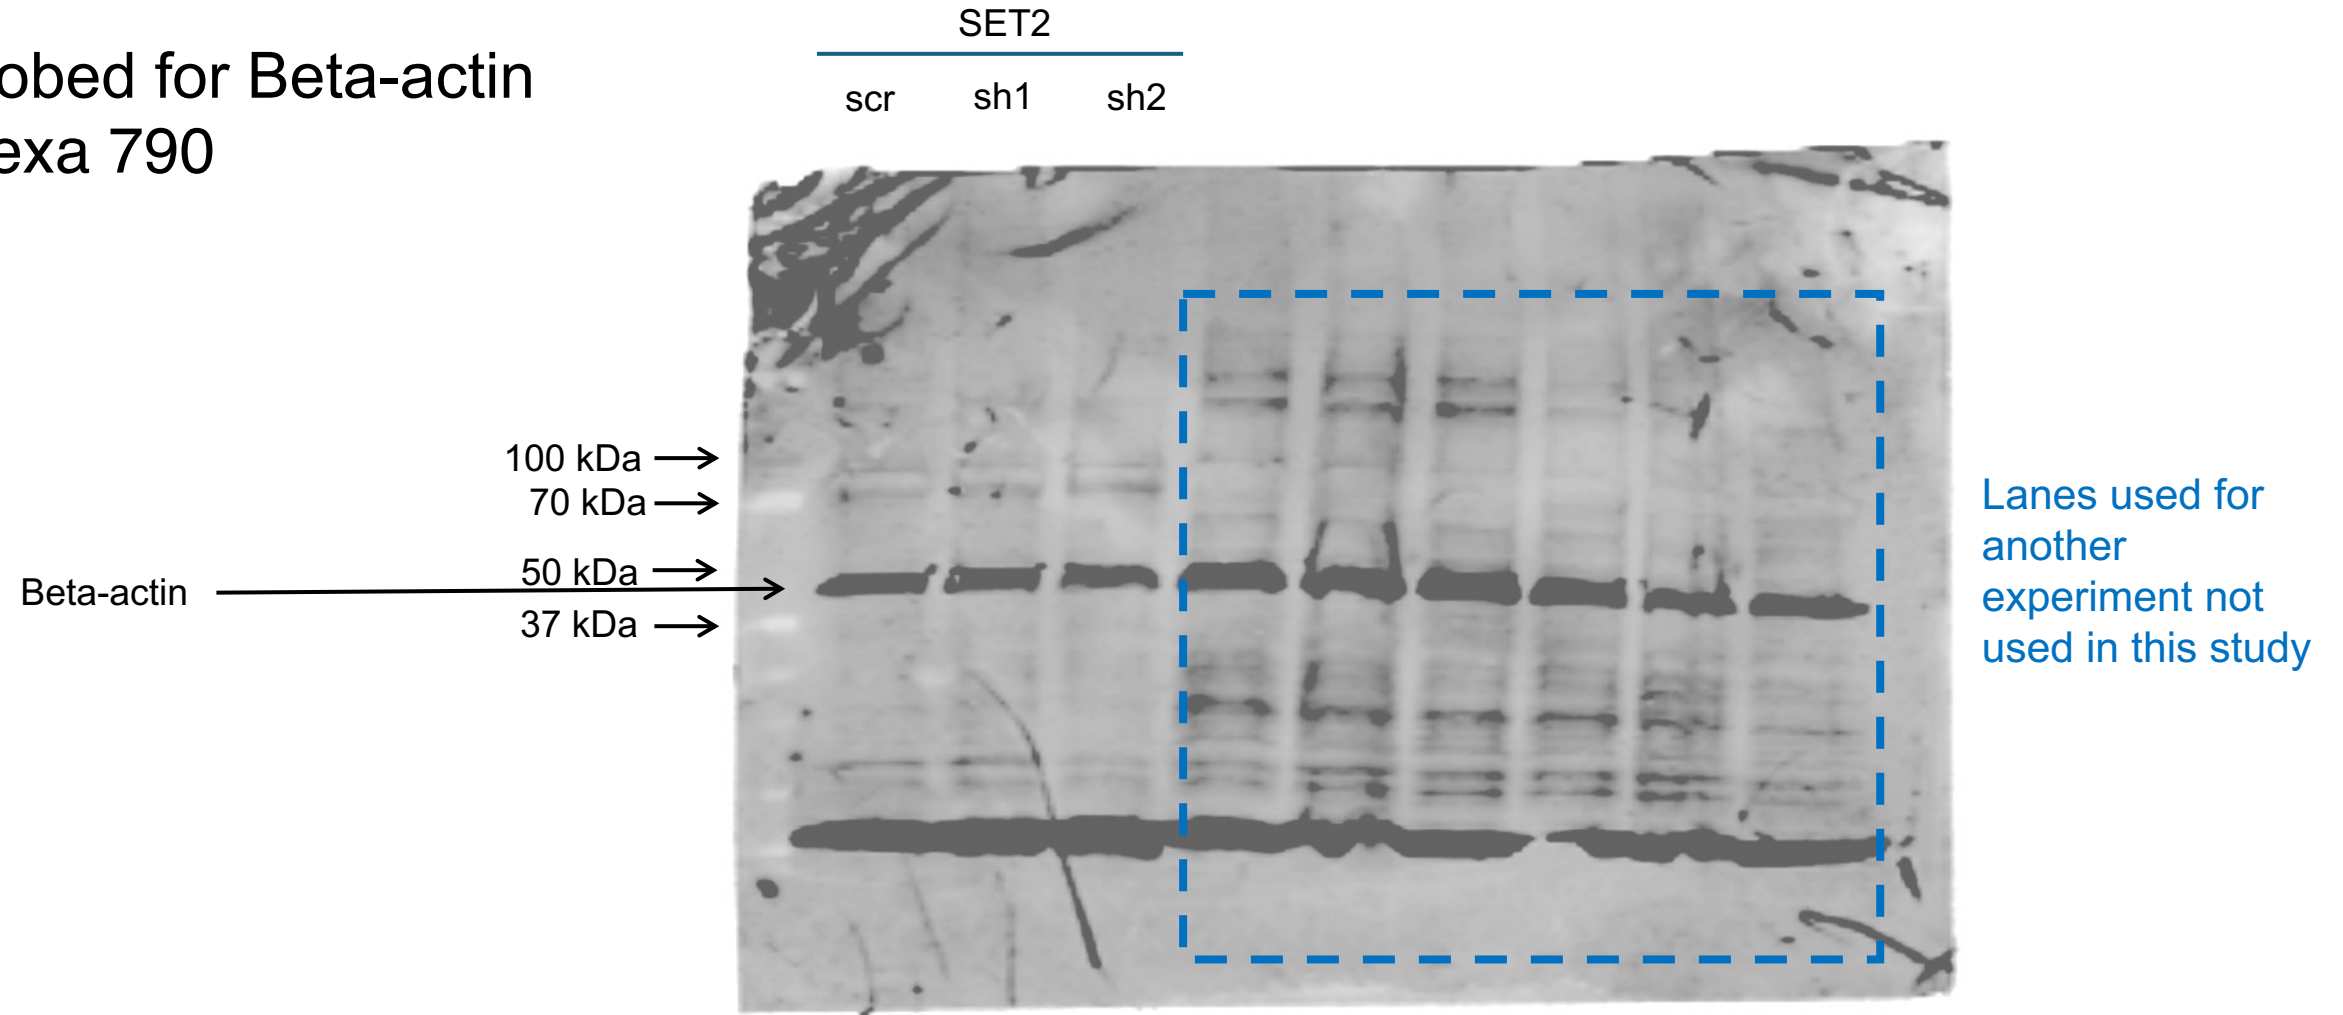 SET2
obed for Beta-actin
scr sh1 sh2
exa 790
100 kDa
70 kDa
50 kDa
Beta-actin
37 kDa
Lanes used for
another
experiment not
used in this study